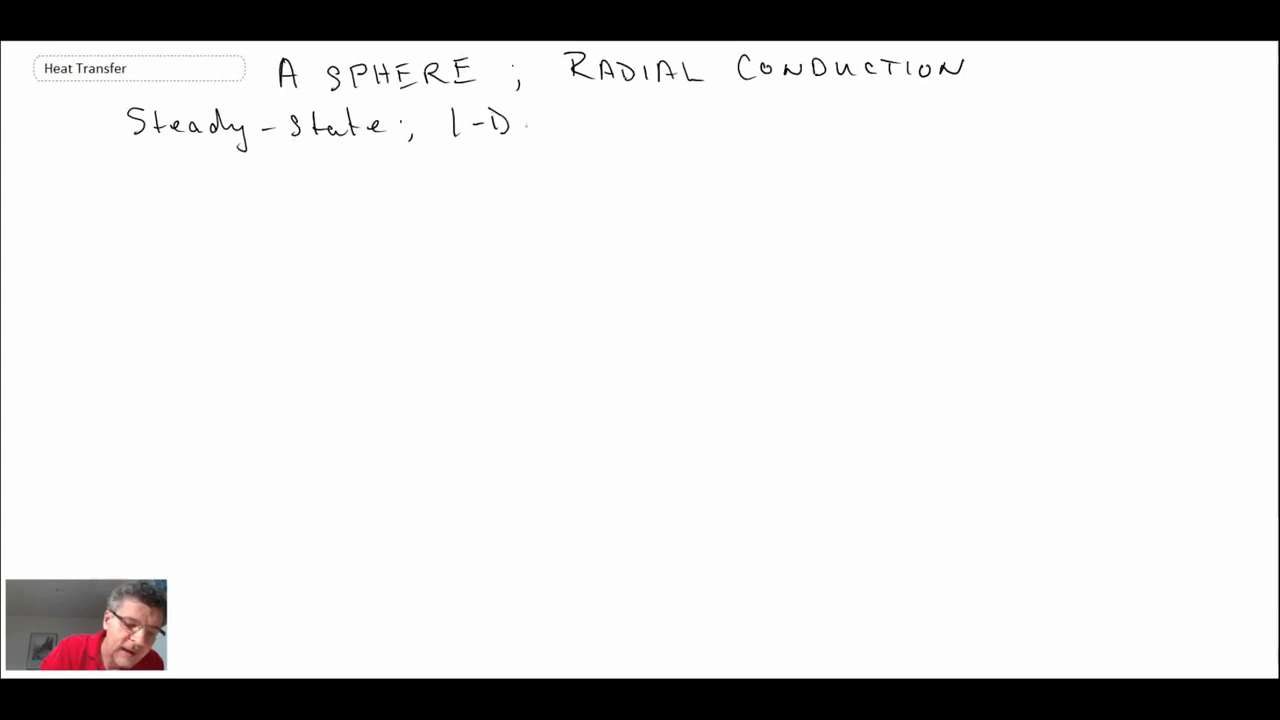 Heat Transfer
A SPHERE ; RADIAL CONDUCTION
Steady-state ; 1-D